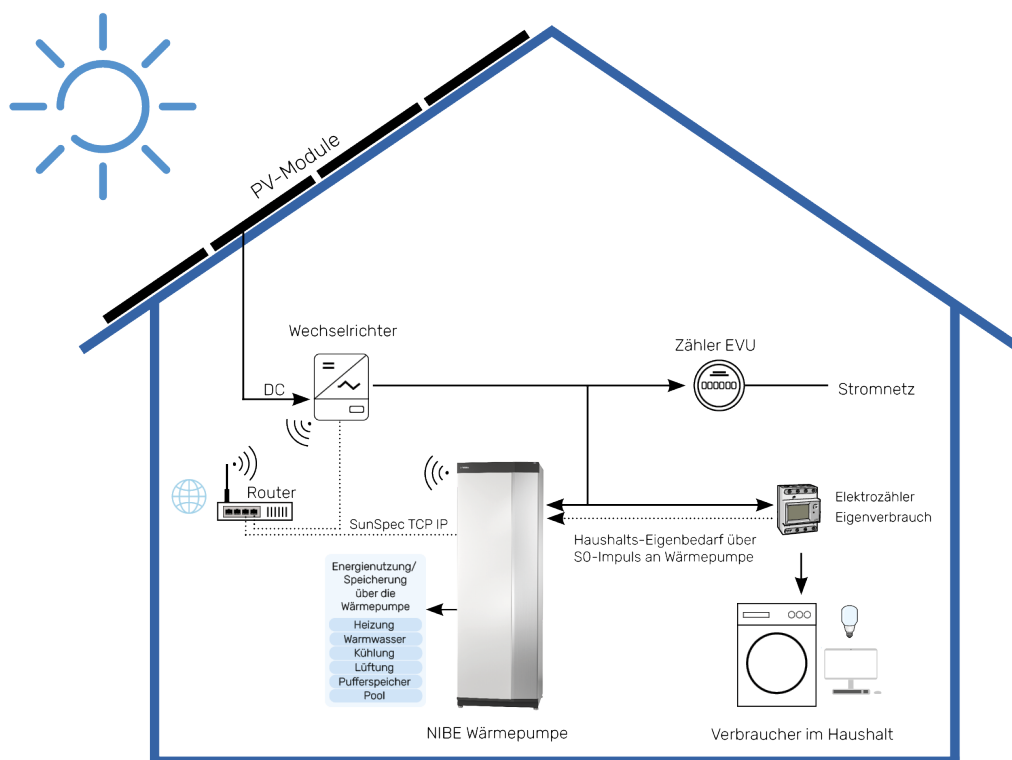 PV-Module
Wechselrichter
Zähler EVU
DC
Stromnetz
Router
SunSpec TCP IP
Elektrozähler
Eigenverbrauch
Haushalts-Eigenbedarf über
S0-Impuls an Wärmepumpe
Energienutzung/
Speicherung
über die
Wärmepumpe
Heizung
Warmwasser
Kühlung
Lüftung
Pufferspeicher
Pool
NIBE Wärmepumpe
Verbraucher im Haushalt